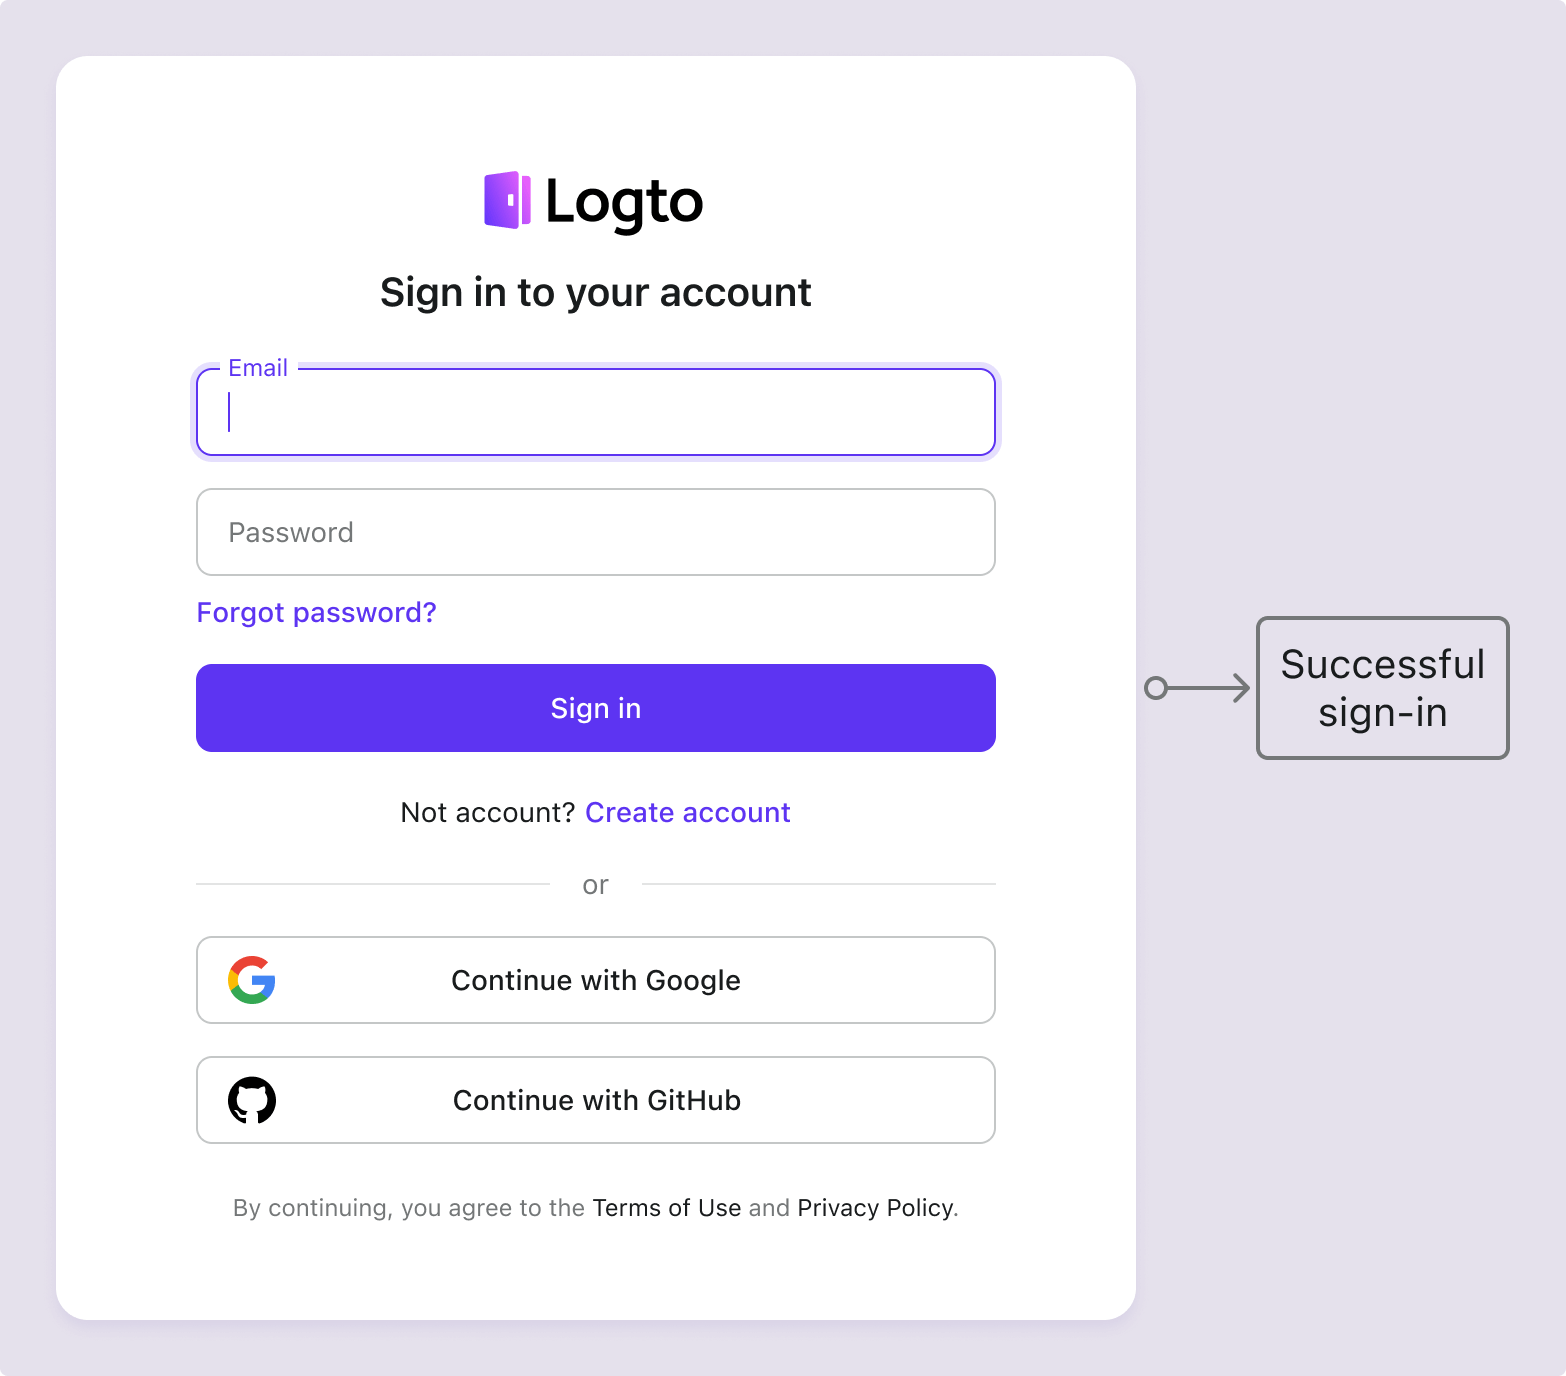 Logto
Sign in to your account
Email
Password
Forgot password?
Sign in
Not account? Create account
or
Continue with Google
Continue with GitHub
By continuing, you agree to the Terms of Use and Privacy Policy.
Successful
sign-in